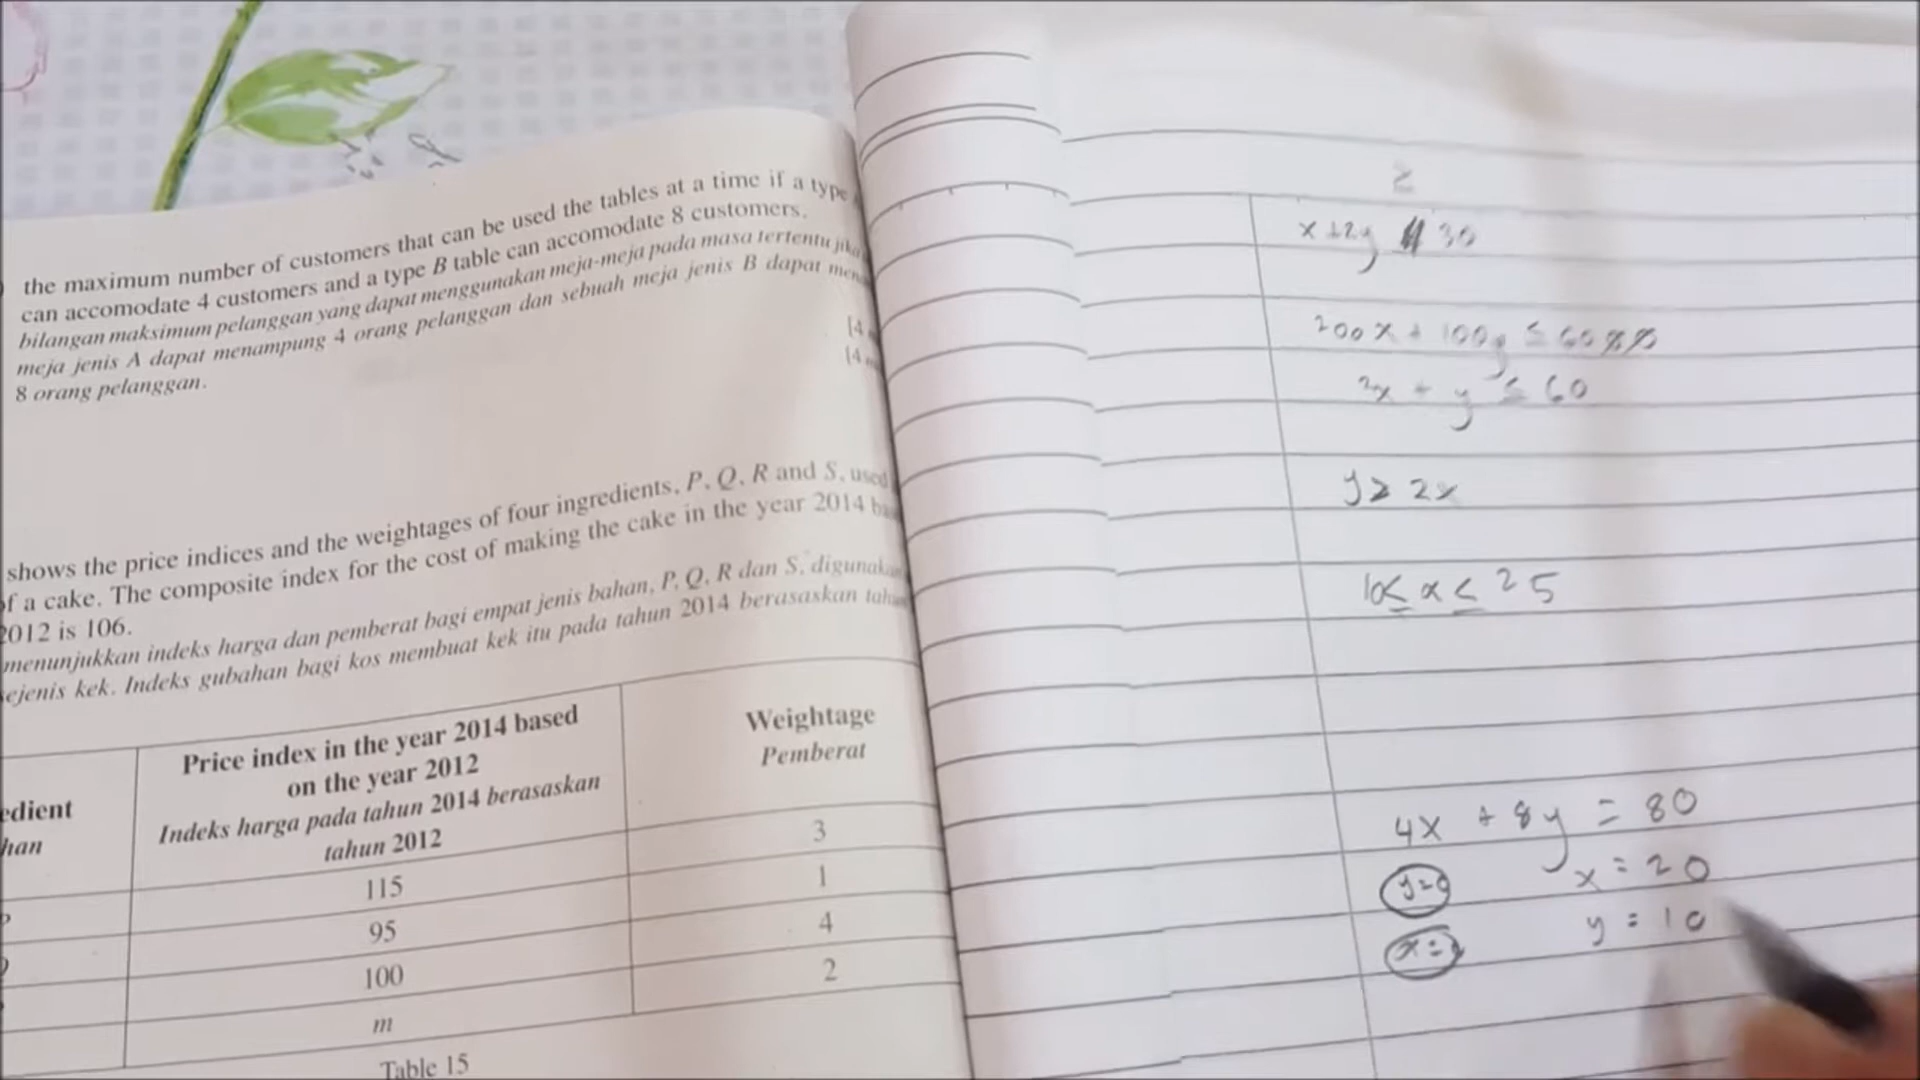 the maximum number of customers that can be used the tables at a time if a type
can accomodate 4 customers and a type B table can accomodate 8 customers.
bilangan maksimum pelanggan yang dapat menggunakan meja-meja pada masa tertentu jika
meja jenis A dapat menampung 4 orang pelanggan dan sebuah meja jenis B dapat
8 orang pelanggan.
[4
[4
shows the price indices and the weightages of four ingredients, P, Q, R and S, used
of a cake. The composite index for the cost of making the cake in the year 2014
2012 is 106.
menunjukkan indeks harga dan pemberat bagi empat jenis bahan, P, Q, R dan S,
sejenis kek. Indeks gubahan bagi kos membuat kek itu pada tahun 2014 berasaskan
Price index in the year 2014 based
on the year 2012
Indeks harga pada tahun 2014 berasaskan
tahun 2012
Weightage
Pemberat
115 3
95 1
100 4
m 2
Table 15
x + 2y 30
200x + 100y ≤ 60
2x + y ≤ 60
y ≥ 2x
10 ≤ x ≤ 25
4x + 8y = 80
y=0 x = 20
x= y = 10